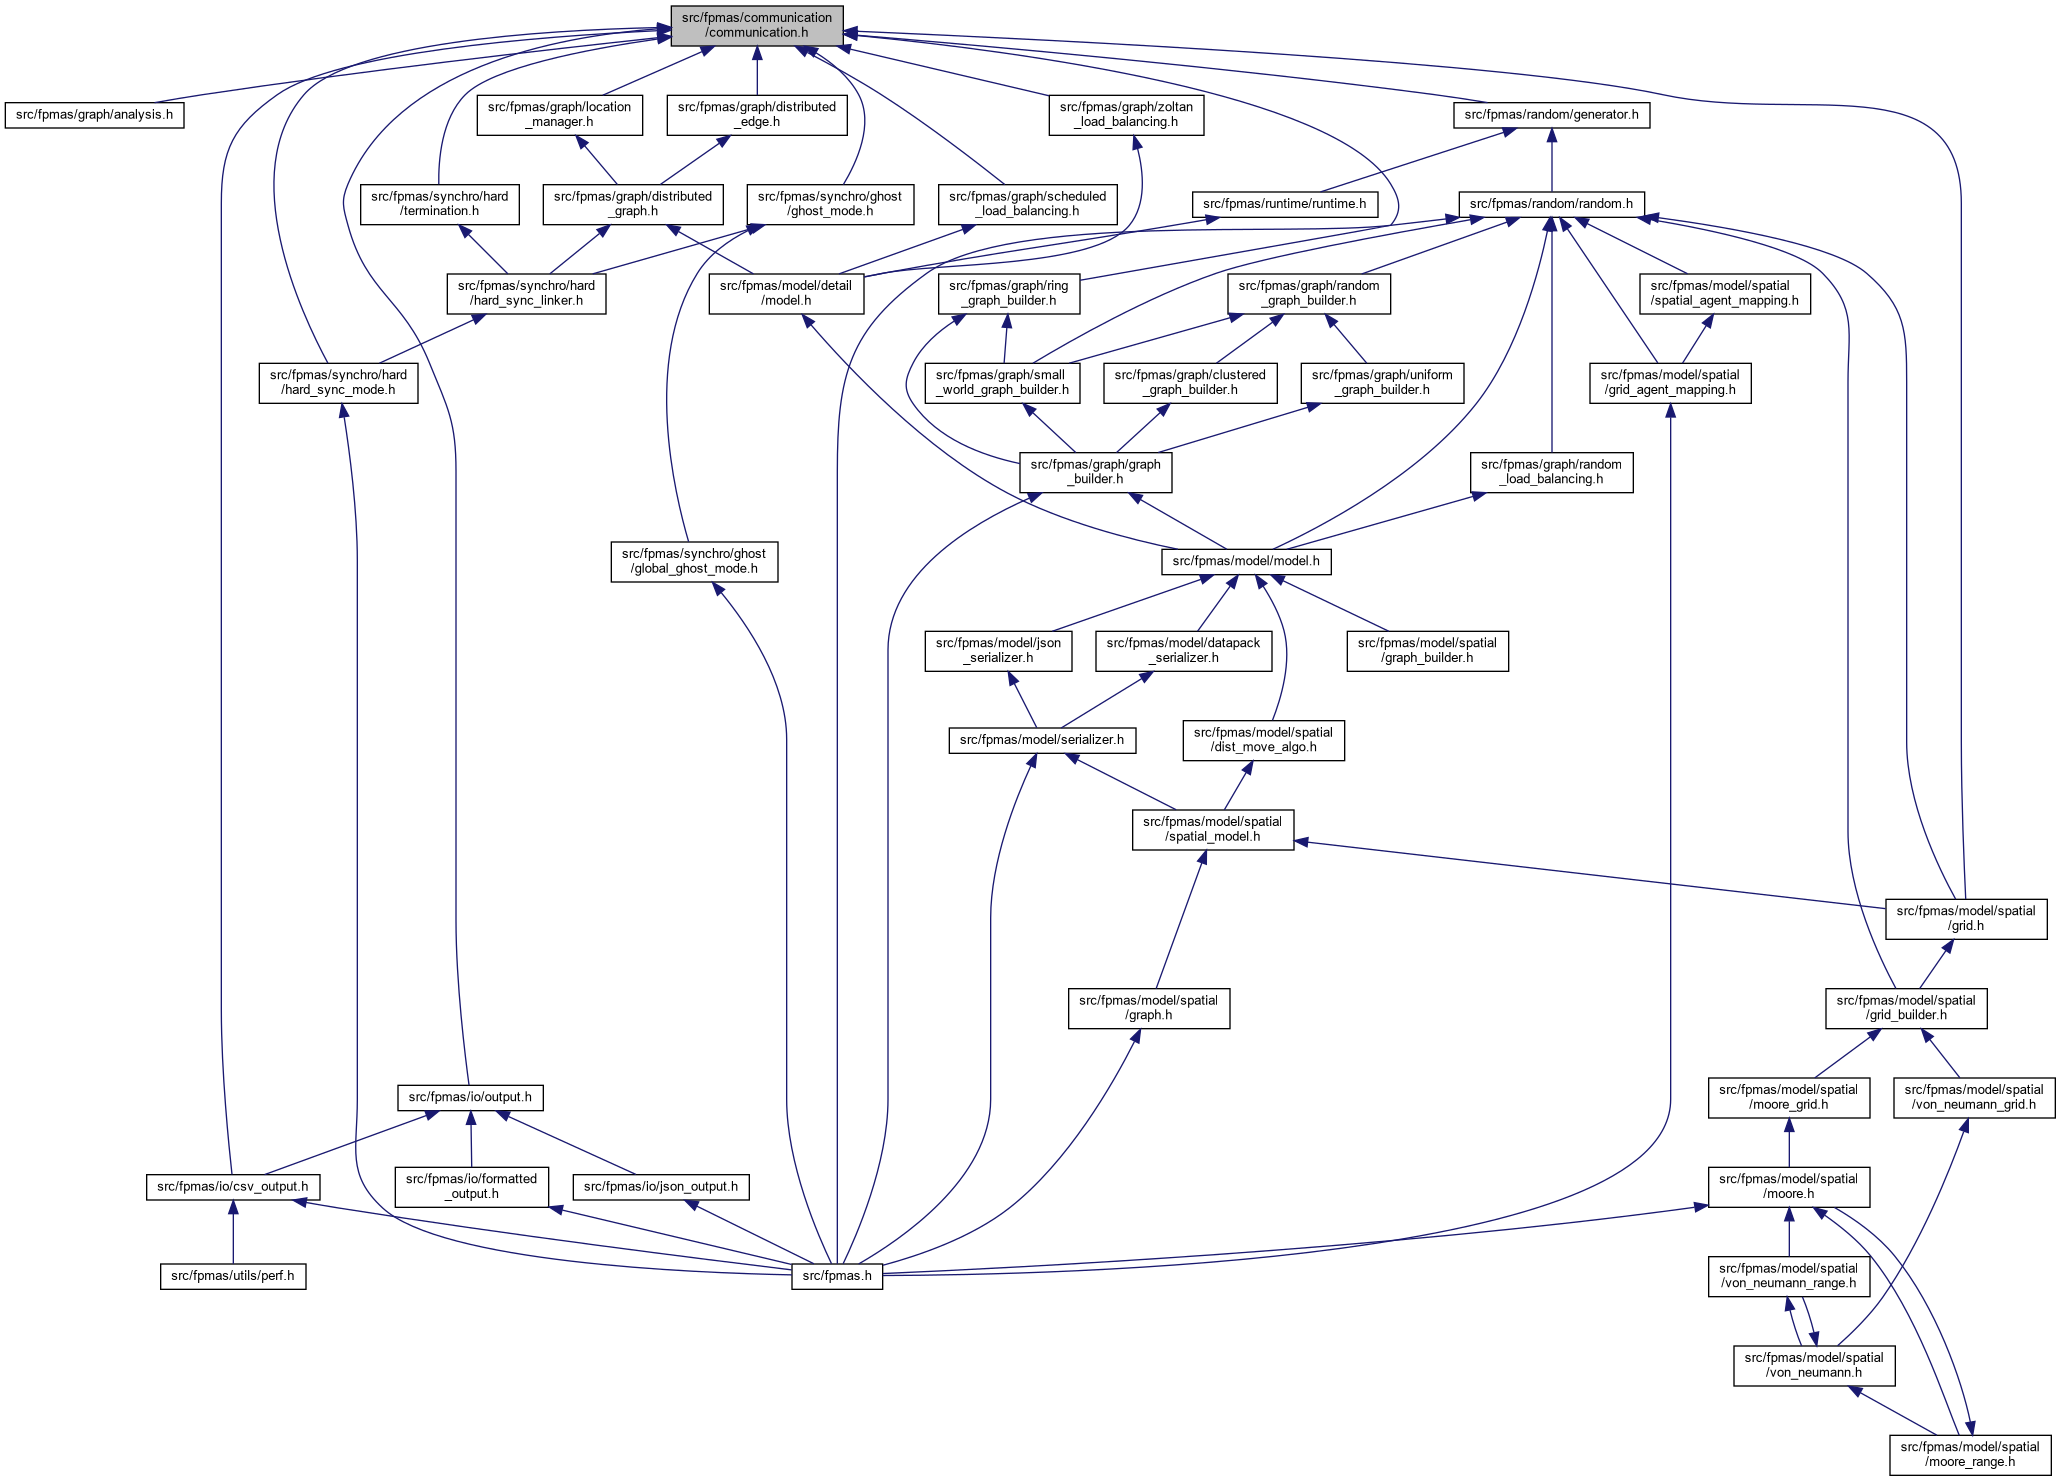 src/fpmas/communication
/communication.h
src/fpmas/graph/analysis.h
src/fpmas/graph/location
_manager.h
src/fpmas/graph/distributed
_edge.h
src/fpmas/graph/zoltan
_load_balancing.h
src/fpmas/random/generator.h
src/fpmas/synchro/hard
/termination.h
src/fpmas/graph/distributed
_graph.h
src/fpmas/synchro/ghost
/ghost_mode.h
src/fpmas/graph/scheduled
_load_balancing.h
src/fpmas/runtime/runtime.h
src/fpmas/random/random.h
src/fpmas/synchro/hard
/hard_sync_linker.h
src/fpmas/model/detail
/model.h
src/fpmas/graph/ring
_graph_builder.h
src/fpmas/graph/random
_graph_builder.h
src/fpmas/model/spatial
/spatial_agent_mapping.h
src/fpmas/synchro/hard
/hard_sync_mode.h
src/fpmas/graph/small
_world_graph_builder.h
src/fpmas/graph/clustered
_graph_builder.h
src/fpmas/graph/uniform
_graph_builder.h
src/fpmas/model/spatial
/grid_agent_mapping.h
src/fpmas/graph/graph
_builder.h
src/fpmas/graph/random
_load_balancing.h
src/fpmas/synchro/ghost
/global_ghost_mode.h
src/fpmas/model/model.h
src/fpmas/model/json
_serializer.h
src/fpmas/model/datapack
_serializer.h
src/fpmas/model/spatial
/graph_builder.h
src/fpmas/model/serializer.h
src/fpmas/model/spatial
/dist_move_algo.h
src/fpmas/model/spatial
/spatial_model.h
src/fpmas/model/spatial
/grid.h
src/fpmas/model/spatial
/graph.h
src/fpmas/model/spatial
/grid_builder.h
src/fpmas/io/output.h
src/fpmas/model/spatial
/moore_grid.h
src/fpmas/model/spatial
/von_neumann_grid.h
src/fpmas/io/csv_output.h
src/fpmas/io/formatted
_output.h
src/fpmas/io/json_output.h
src/fpmas/model/spatial
/moore.h
src/fpmas/utils/perf.h
src/fpmas.h
src/fpmas/model/spatial
/von_neumann_range.h
src/fpmas/model/spatial
/von_neumann.h
src/fpmas/model/spatial
/moore_range.h